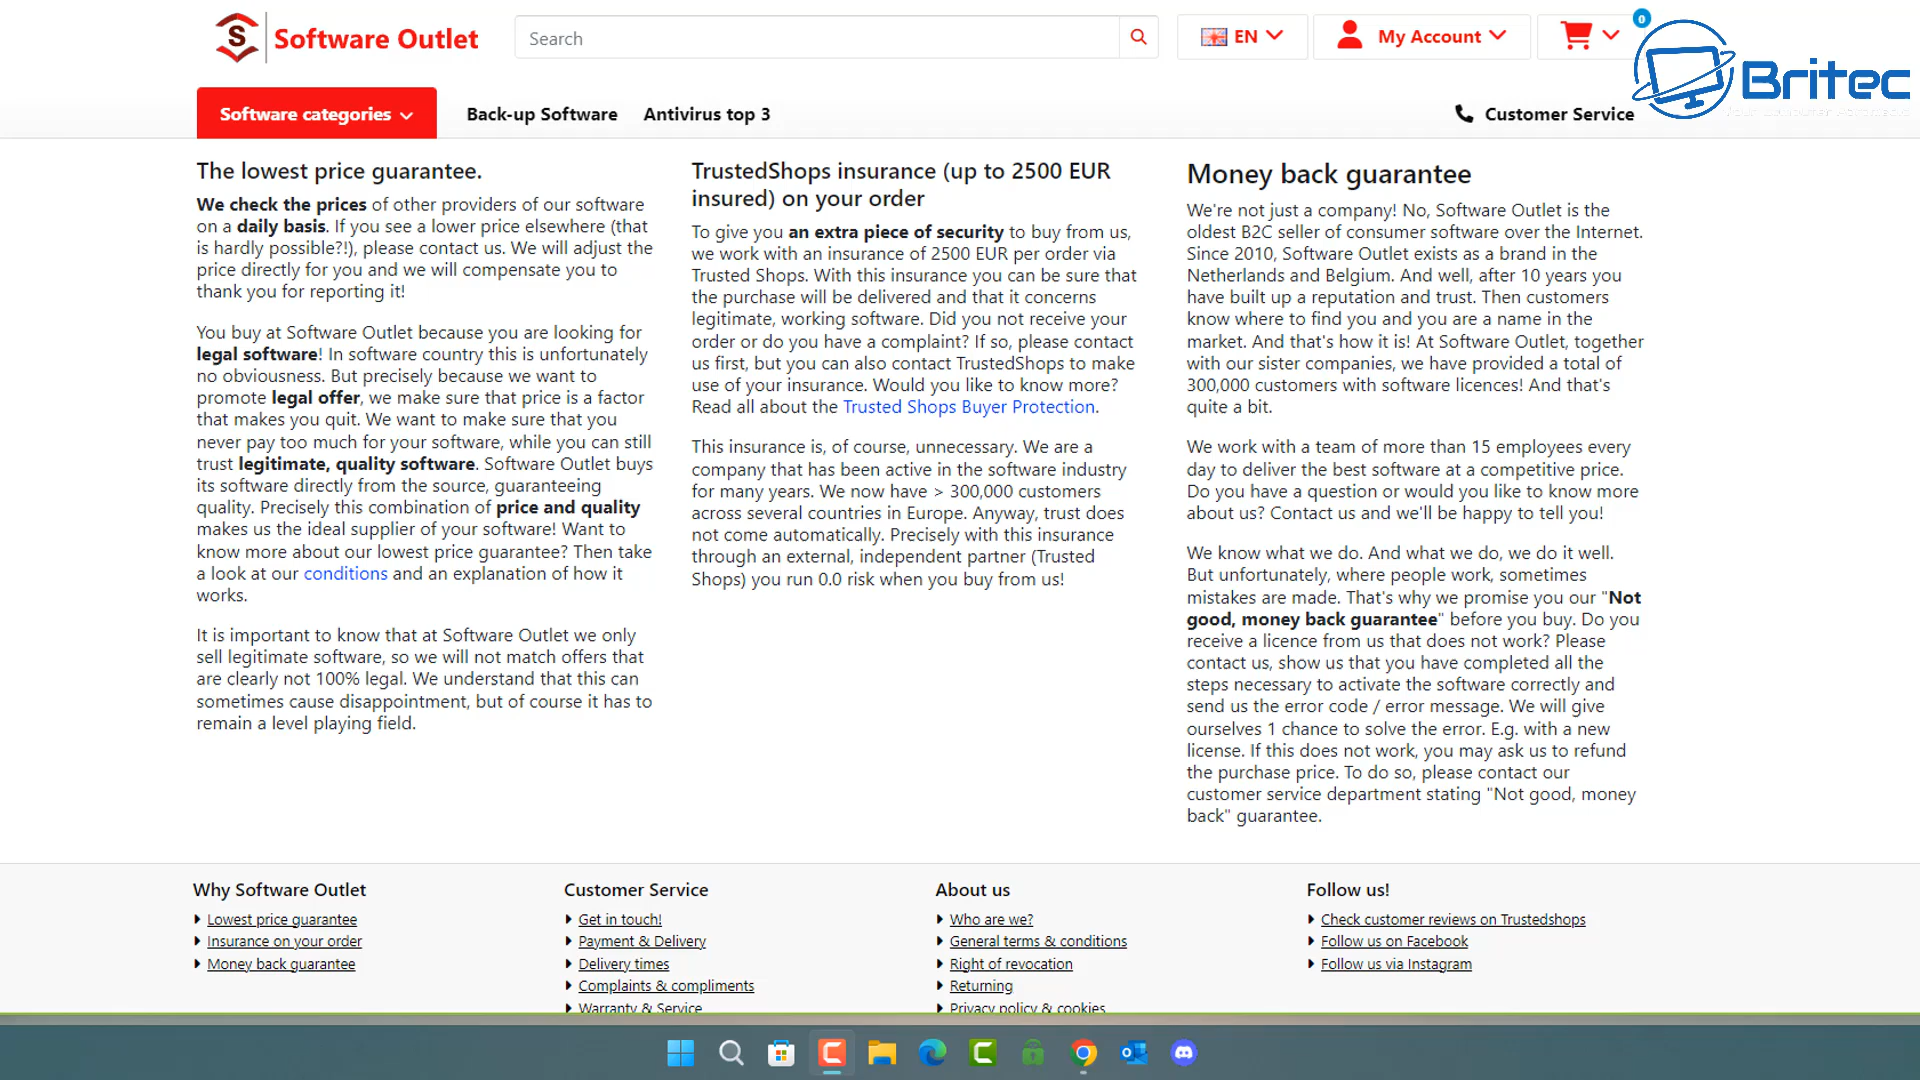 S
Software Outlet
Search
EN
My Account
0
Britec
Software categories
Back-up Software
Antivirus top 3
Customer Service
The lowest price guarantee.
We check the prices of other providers of our software
on a daily basis. If you see a lower price elsewhere (that
is hardly possible?!), please contact us. We will adjust the
price directly for you and we will compensate you to
thank you for reporting it!
You buy at Software Outlet because you are looking for
legal software! In software country this is unfortunately
no obviousness. But precisely because we want to
promote legal offer, we make sure that price is a factor
that makes you quit. We want to make sure that you
never pay too much for your software, while you can still
trust legitimate, quality software. Software Outlet buys
its software directly from the source, guaranteeing
quality. Precisely this combination of price and quality
makes us the ideal supplier of your software! Want to
know more about our lowest price guarantee? Then take
a look at our conditions and an explanation of how it
works.
It is important to know that at Software Outlet we only
sell legitimate software, so we will not match offers that
are clearly not 100% legal. We understand that this can
sometimes cause disappointment, but of course it has to
remain a level playing field.
TrustedShops insurance (up to 2500 EUR
insured) on your order
To give you an extra piece of security to buy from us,
we work with an insurance of 2500 EUR per order via
Trusted Shops. With this insurance you can be sure that
the purchase will be delivered and that it concerns
legitimate, working software. Did you not receive your
order or do you have a complaint? If so, please contact
us first, but you can also contact TrustedShops to make
use of your insurance. Would you like to know more?
Read all about the Trusted Shops Buyer Protection.
This insurance is, of course, unnecessary. We are a
company that has been active in the software industry
for many years. We now have > 300,000 customers
across several countries in Europe. Anyway, trust does
not come automatically. Precisely with this insurance
through an external, independent partner (Trusted
Shops) you run 0.0 risk when you buy from us!
Money back guarantee
We're not just a company! No, Software Outlet is the
oldest B2C seller of consumer software over the Internet.
Since 2010, Software Outlet exists as a brand in the
Netherlands and Belgium. And well, after 10 years you
have built up a reputation and trust. Then customers
know where to find you and you are a name in the
market. And that's how it is! At Software Outlet, together
with our sister companies, we have provided a total of
300,000 customers with software licences! And that's
quite a bit.
We work with a team of more than 15 employees every
day to deliver the best software at a competitive price.
Do you have a question or would you like to know more
about us? Contact us and we'll be happy to tell you!
We know what we do. And what we do, we do it well.
But unfortunately, where people work, sometimes
mistakes are made. That's why we promise you our "Not
good, money back guarantee" before you buy. Do you
receive a licence from us that does not work? Please
contact us, show us that you have completed all the
steps necessary to activate the software correctly and
send us the error code / error message. We will give
ourselves 1 chance to solve the error. E.g. with a new
license. If this does not work, you may ask us to refund
the purchase price. To do so, please contact our
customer service department stating "Not good, money
back" guarantee.
Why Software Outlet
Lowest price guarantee
Insurance on your order
Money back guarantee
Customer Service
Get in touch!
Payment & Delivery
Delivery times
Complaints & compliments
Warranty & Service
About us
Who are we?
General terms & conditions
Right of revocation
Returning
Privacy policy & cookies
Follow us!
Check customer reviews on Trustedshops
Follow us on Facebook
Follow us via Instagram